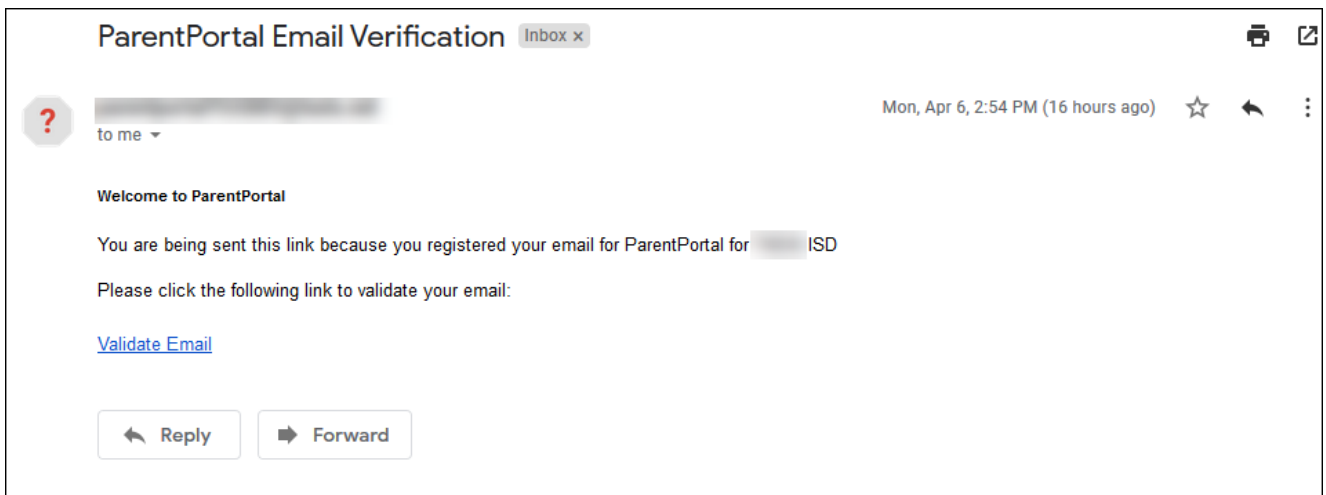 ParentPortal Email Verification Inbox x
? Mon, Apr 6, 2:54 PM (16 hours ago)
to me
Welcome to ParentPortal
You are being sent this link because you registered your email for ParentPortal for ISD
Please click the following link to validate your email:
Validate Email
Reply Forward